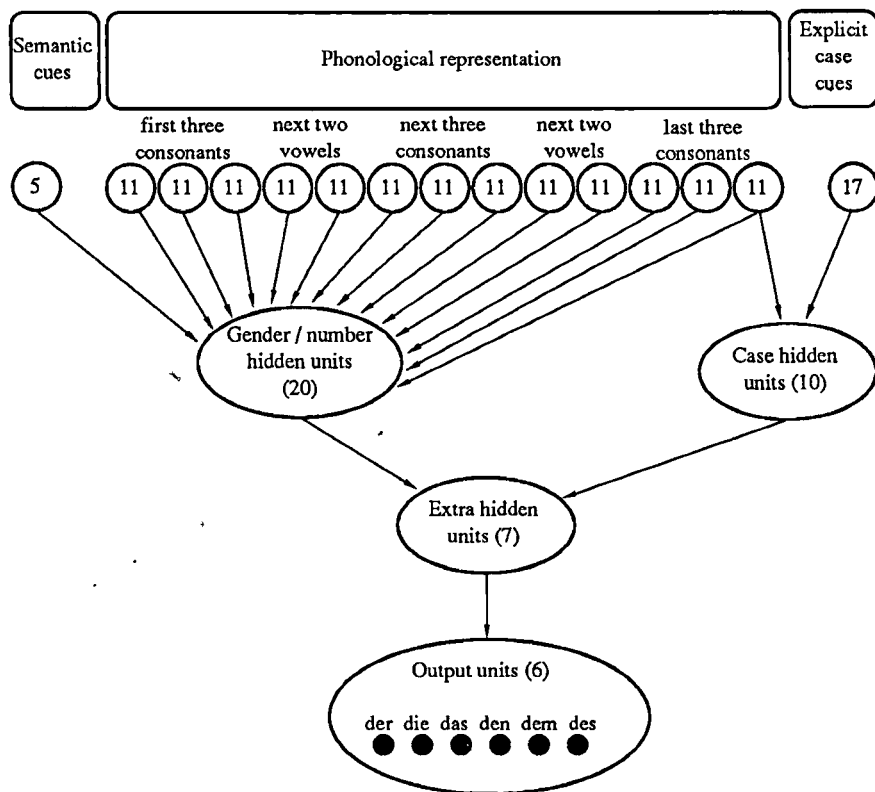 Semantic
cues
Phonological representation
Explicit
case
cues
first three
consonants
next two
vowels
next three
consonants
next two
vowels
last three
consonants
5 11 11 11 11 11 11 11 11 11 11 11 11 11 17
Gender / number
hidden units
(20)
Case hidden
units (10)
Extra hidden
units (7)
Output units (6)
der die das den dem des